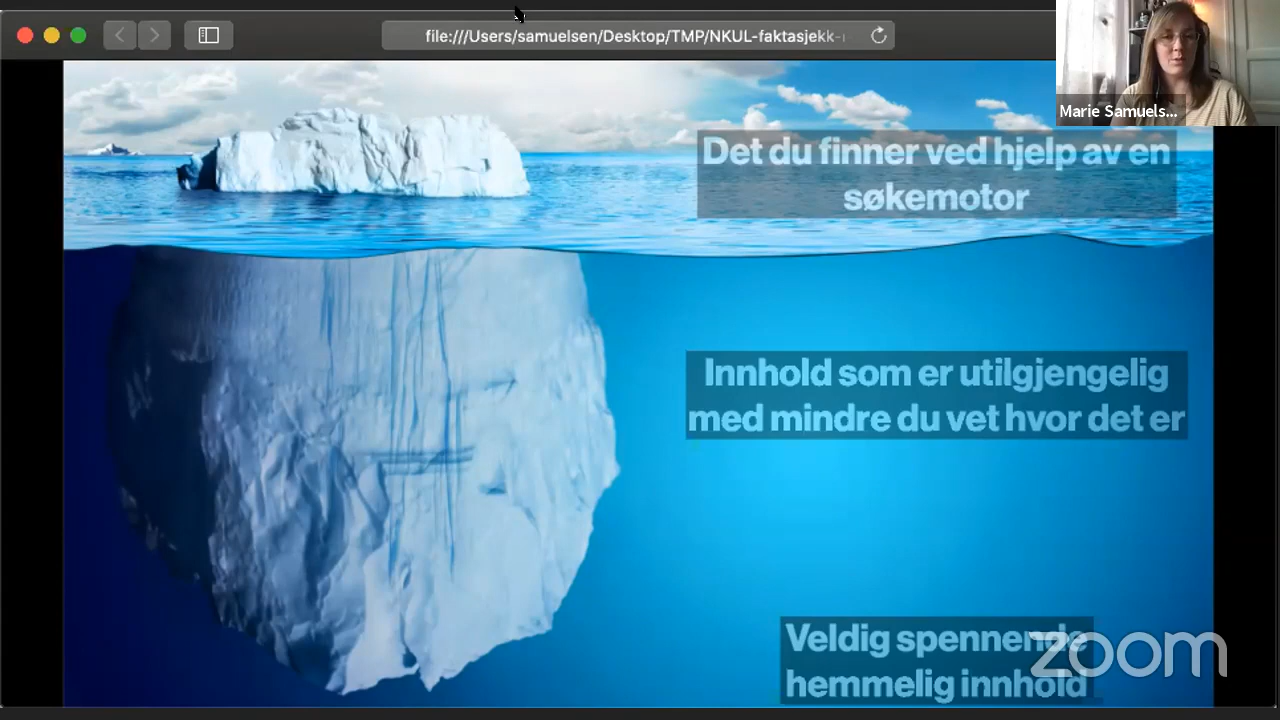 file:///Users/samuelsen/Desktop/TMP/NKUL-faktasjekk-
Marie Samuels...
Det du finner ved hjelp av en
søkemotor
Innhold som er utilgjengelig
med mindre du vet hvor det er
Veldig spennende
hemmelig innhold
zoom